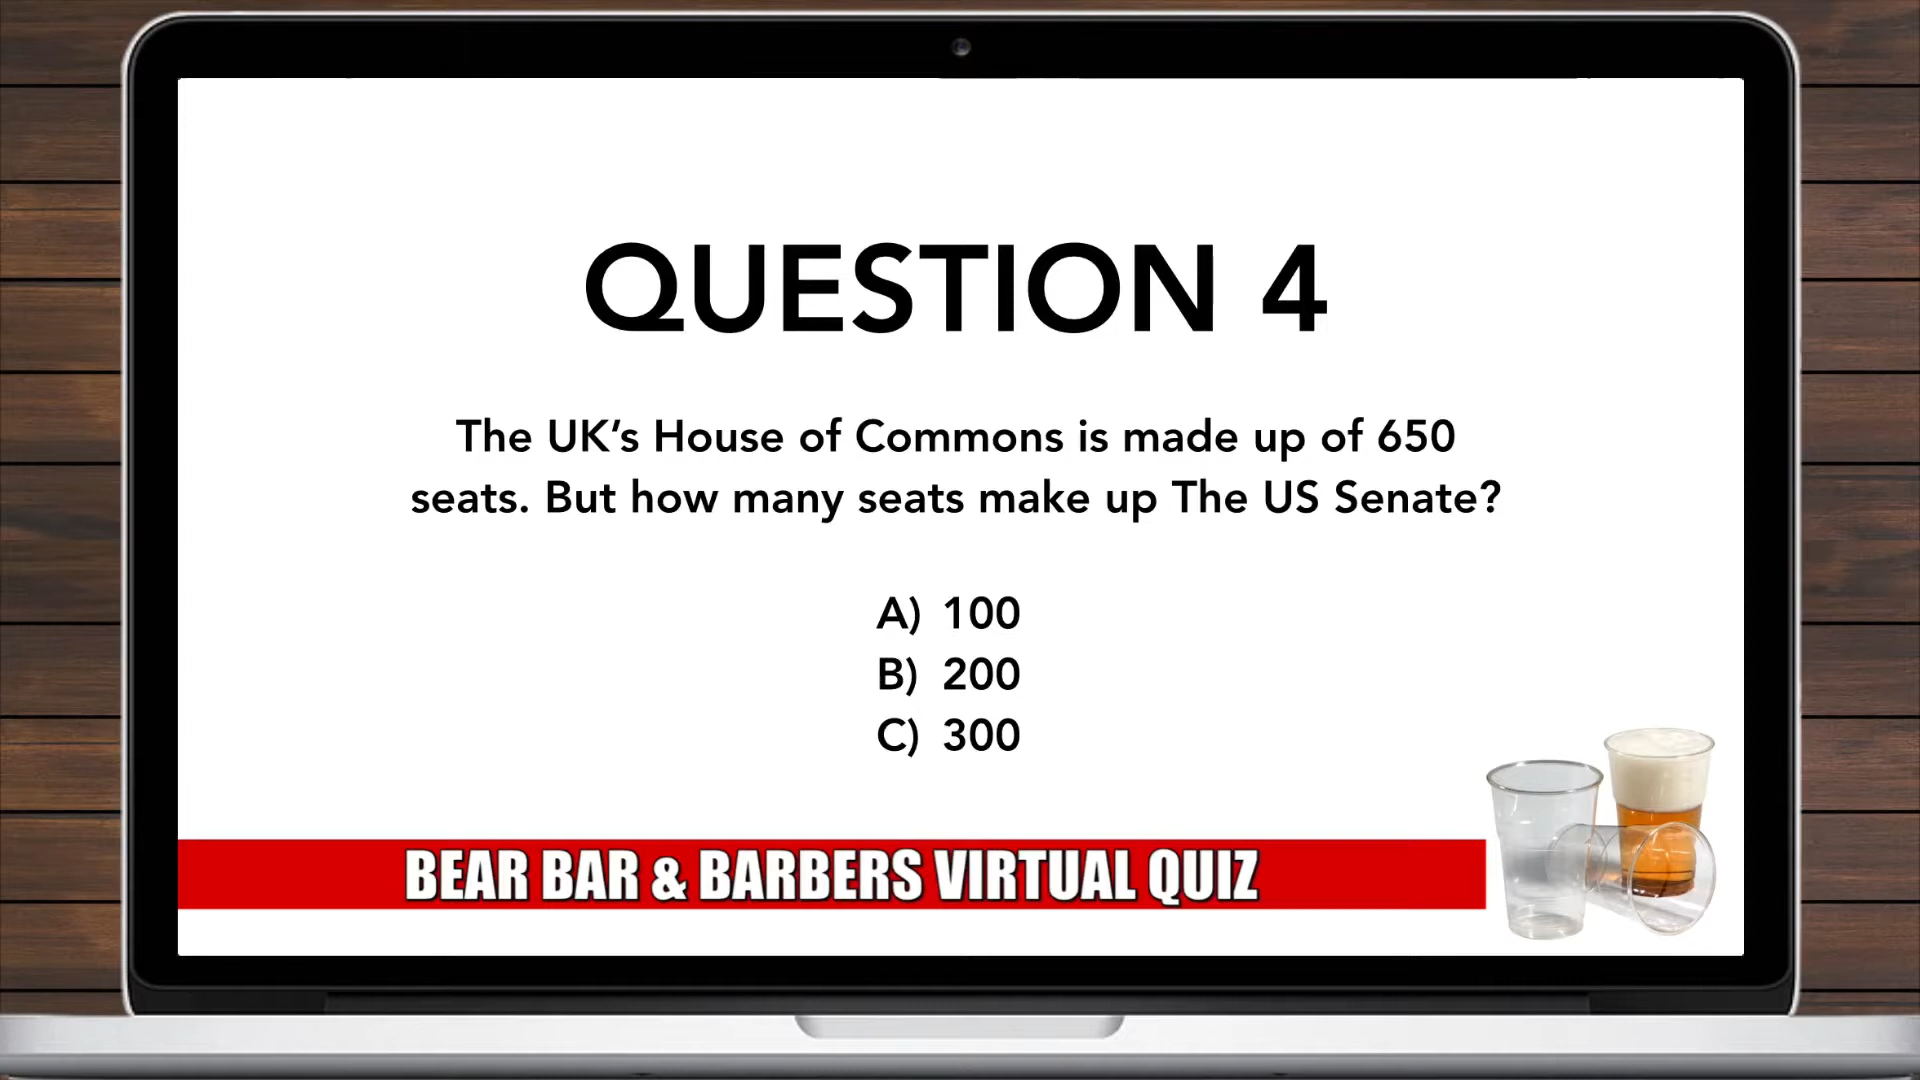 QUESTION 4
The UK’s House of Commons is made up of 650
seats. But how many seats make up The US Senate?
A) 100
B) 200
C) 300
BEAR BAR & BARBERS VIRTUAL QUIZ